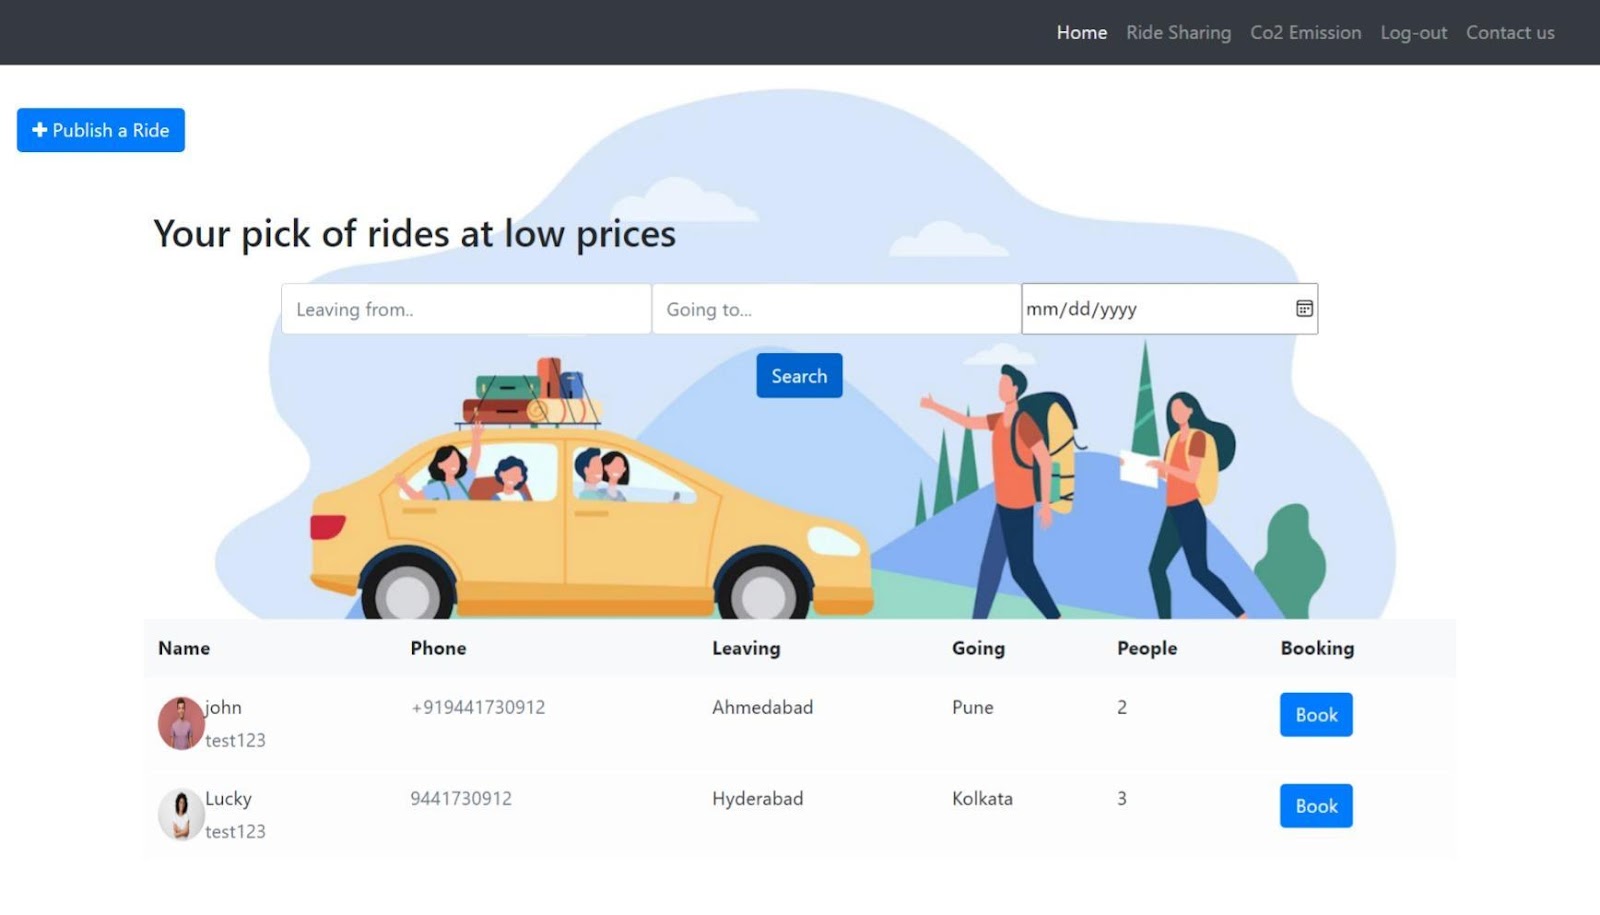 Home Ride Sharing Co2 Emission Log-out Contact us
Publish a Ride
Your pick of rides at low prices
Leaving from.. Going to... mm/dd/yyyy
Search
Name Phone Leaving Going People Booking
john +919441730912 Ahmedabad Pune 2 Book
test123
Lucky 9441730912 Hyderabad Kolkata 3 Book
test123